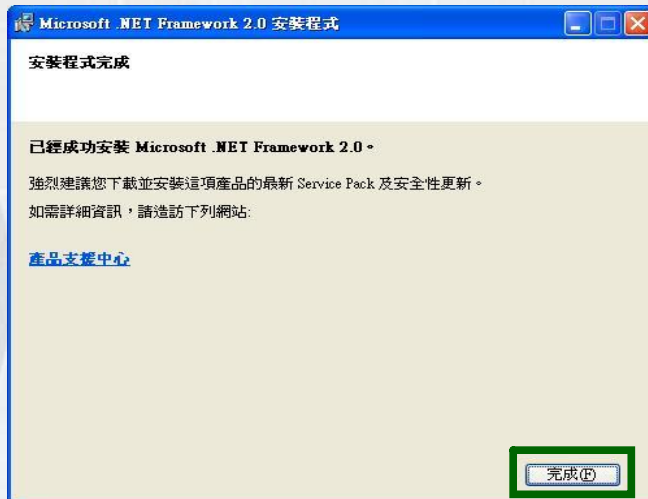 Microsoft .NET Framework 2.0 安裝程式
安裝程式完成
已經成功安裝 Microsoft .NET Framework 2.0。
強烈建議您下載並安裝這項產品的最新 Service Pack 及安全性更新。
如需詳細資訊，請造訪下列網站:
產品支援中心
完成(F)